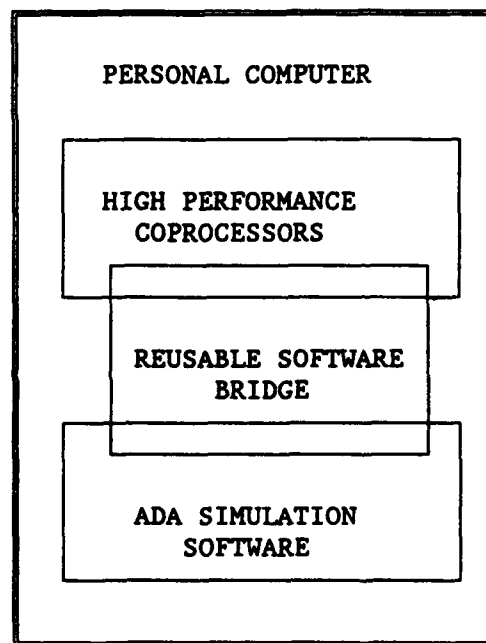 PERSONAL COMPUTER
HIGH PERFORMANCE
COPROCESSORS
REUSABLE SOFTWARE
BRIDGE
ADA SIMULATION
SOFTWARE